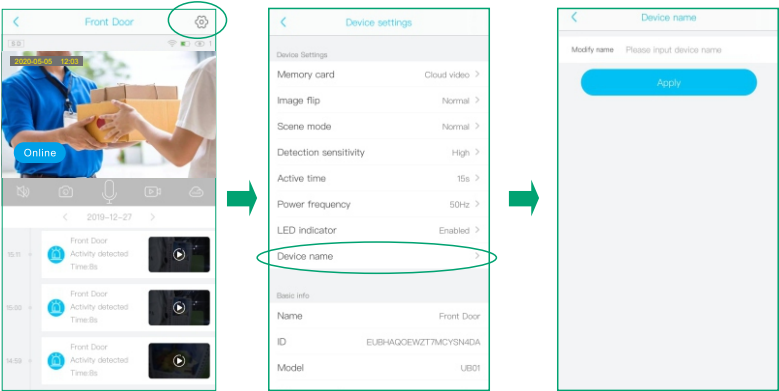 Front Door
SD
1
2020-05-05 12:03
Online
2019-12-27
15:11
Front Door
Activity detected
Time:8s
15:00
Front Door
Activity detected
Time:8s
14:59
Front Door
Activity detected
Time:8s
Device settings
Device Settings
Memory card Cloud video
Image flip Normal
Scene mode Normal
Detection sensitivity High
Active time 15s
Power frequency 50Hz
LED indicator Enabled
Device name
Basic info
Name Front Door
ID EUBHAQOEWZT7MCYSN4DA
Model UB01
Device name
Modify name Please input device name
Apply